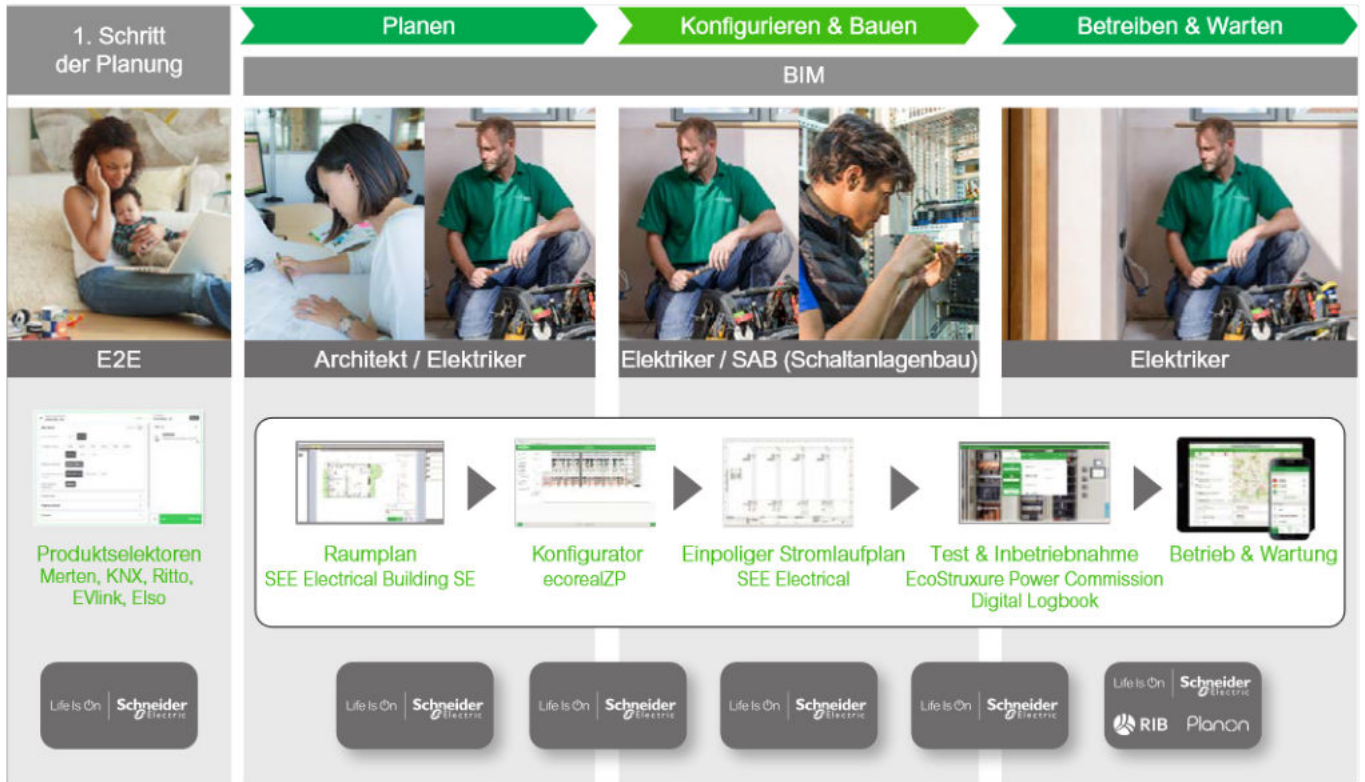 1. Schritt
der Planung
Planen
Konfigurieren & Bauen
Betreiben & Warten
BIM
E2E
Architekt / Elektriker
Elektriker / SAB (Schaltanlagenbau)
Elektriker
Produktselektoren
Merten, KNX, Ritto,
EVlink, Elso
Raumplan
SEE Electrical Building SE
Konfigurator
ecorealZP
Einpoliger Stromlaufplan
SEE Electrical
Test & Inbetriebnahme
EcoStruxure Power Commission
Digital Logbook
Betrieb & Wartung
Life Is On | Schneider
Electric
Life Is On | Schneider
Electric
Life Is On | Schneider
Electric
Life Is On | Schneider
Electric
Life Is On | Schneider
Electric
Life Is On | Schneider
Electric
RIB Planon